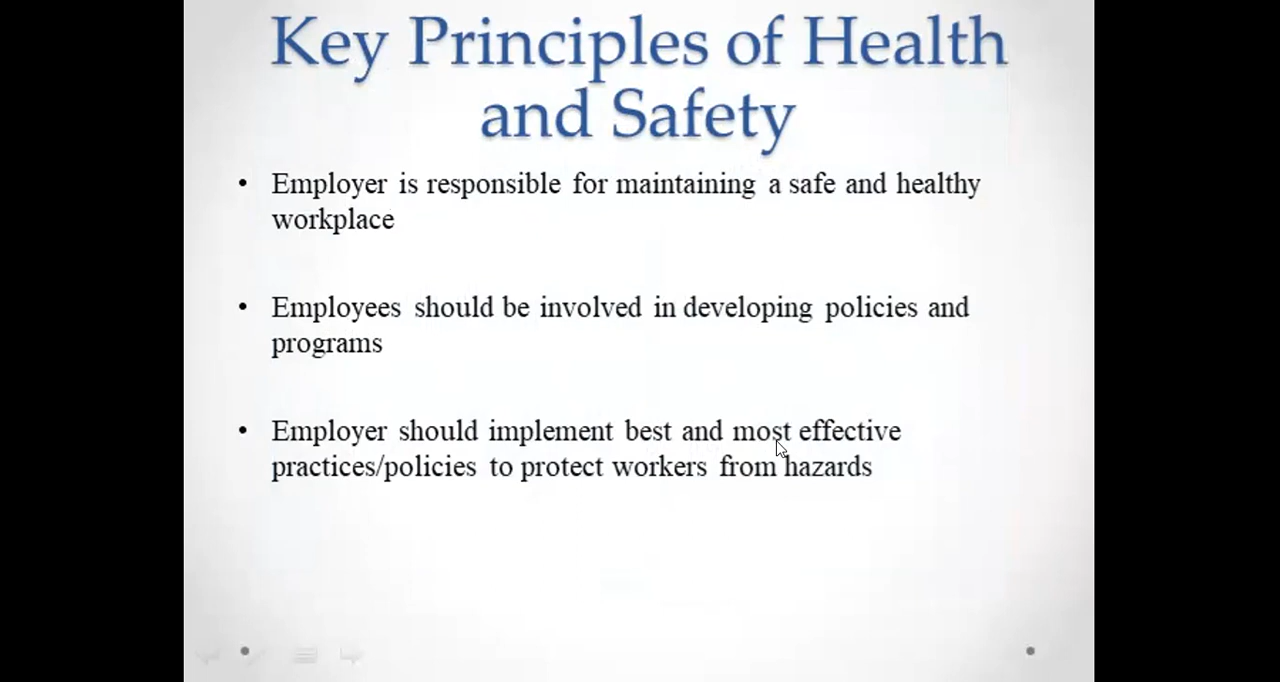 Key Principles of Health
and Safety
• Employer is responsible for maintaining a safe and healthy
workplace
• Employees should be involved in developing policies and
programs
• Employer should implement best and most effective
practices/policies to protect workers from hazards